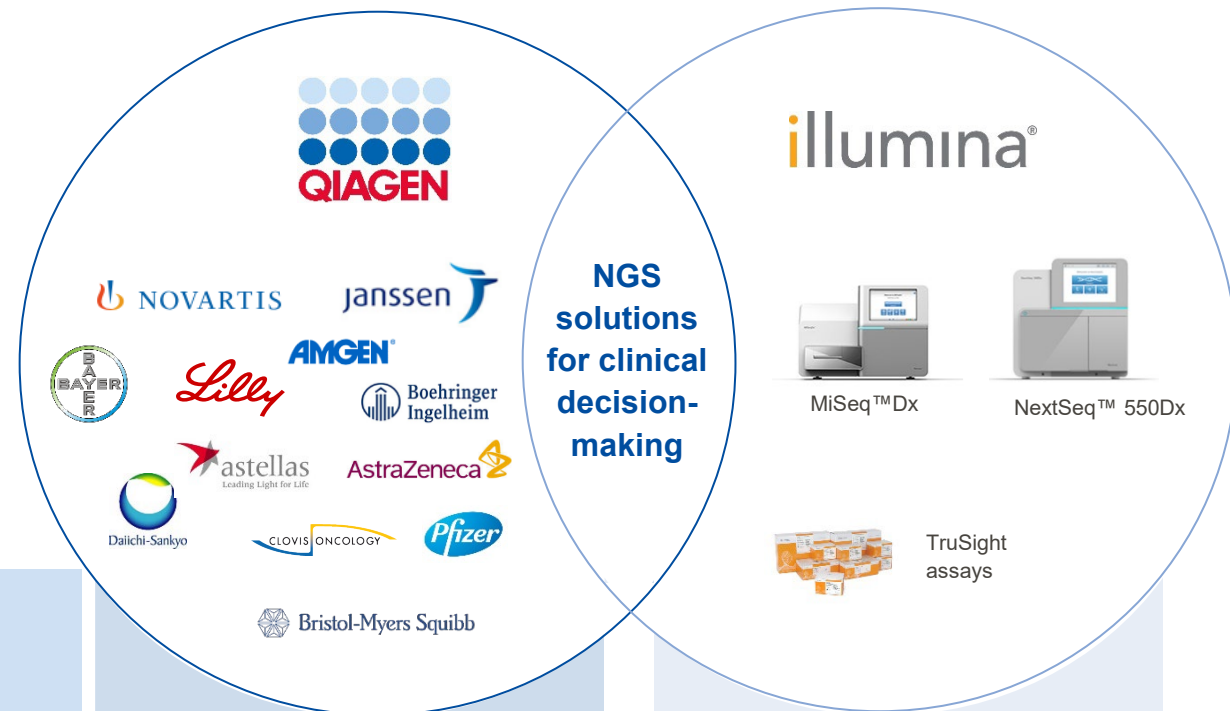 QIAGEN
illumina®
NGS
solutions
for clinical
decision-
making
NOVARTIS
janssen
AMGEN®
BAYER
BAYER
Lilly
Boehringer
Ingelheim
astellas
Leading Light for Life
AstraZeneca
Daiichi-Sankyo
CLOVIS ONCOLOGY
Pfizer
Bristol-Myers Squibb
MiSeq™Dx
NextSeq™ 550Dx
TruSight
assays